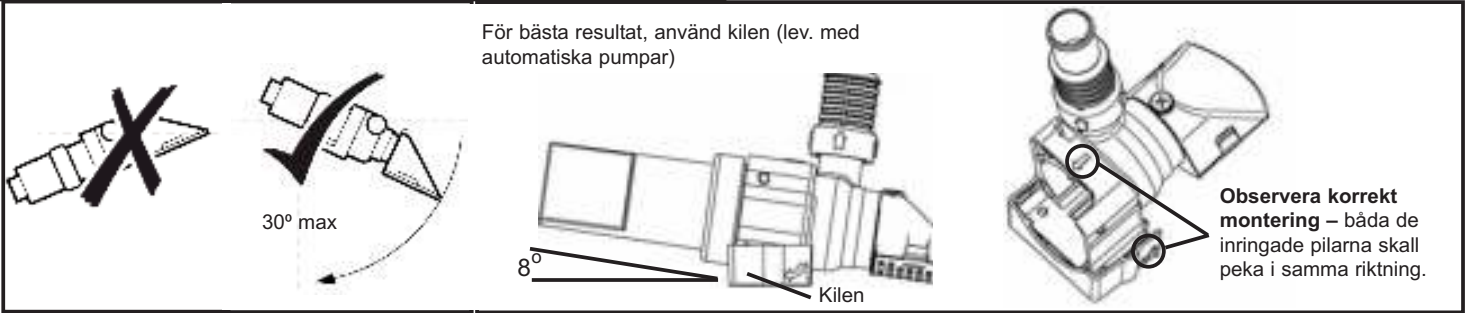 30º max
För bästa resultat, använd kilen (lev. med
automatiska pumpar)
8º
Kilen
Observera korrekt
montering – båda de
inringade pilarna skall
peka i samma riktning.